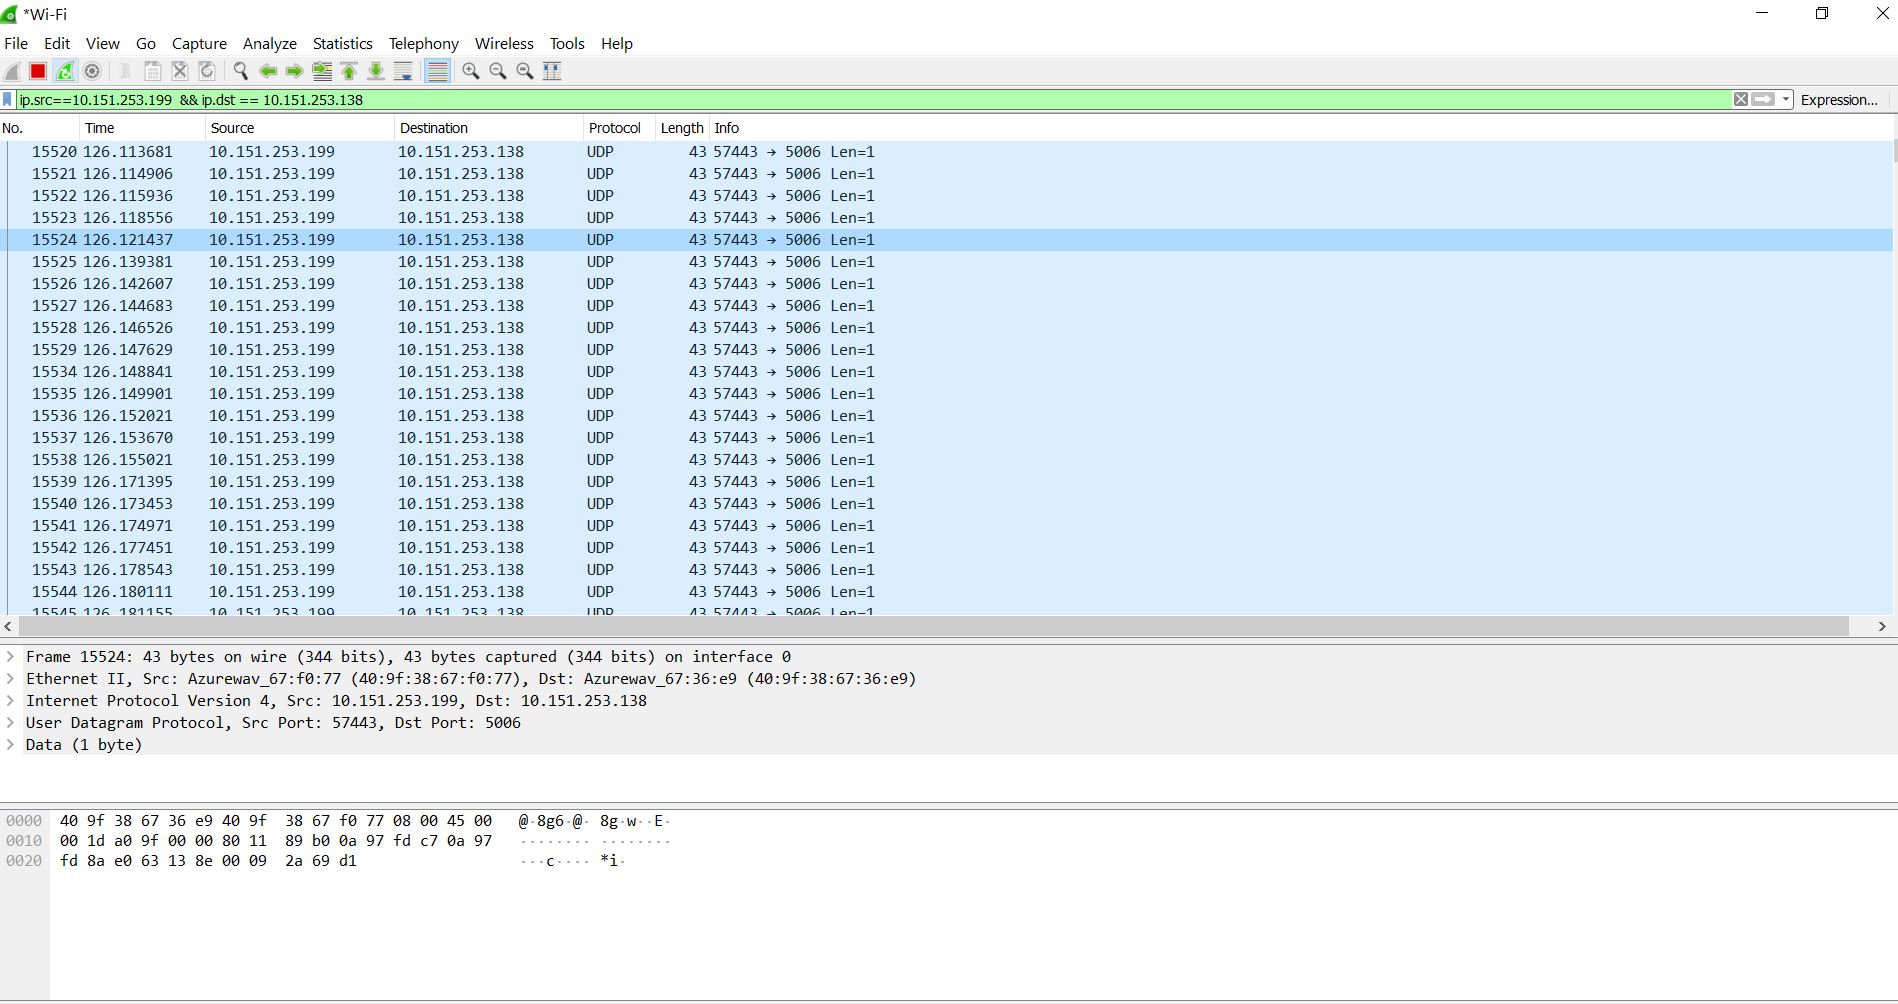 *Wi-Fi
File Edit View Go Capture Analyze Statistics Telephony Wireless Tools Help
ip.src==10.151.253.199 && ip.dst == 10.151.253.138 Expression...
No. Time Source Destination Protocol Length Info
15520 126.113681 10.151.253.199 10.151.253.138 UDP 43 57443 → 5006 Len=1
15521 126.114906 10.151.253.199 10.151.253.138 UDP 43 57443 → 5006 Len=1
15522 126.115936 10.151.253.199 10.151.253.138 UDP 43 57443 → 5006 Len=1
15523 126.118556 10.151.253.199 10.151.253.138 UDP 43 57443 → 5006 Len=1
15524 126.121437 10.151.253.199 10.151.253.138 UDP 43 57443 → 5006 Len=1
15525 126.139381 10.151.253.199 10.151.253.138 UDP 43 57443 → 5006 Len=1
15526 126.142607 10.151.253.199 10.151.253.138 UDP 43 57443 → 5006 Len=1
15527 126.144683 10.151.253.199 10.151.253.138 UDP 43 57443 → 5006 Len=1
15528 126.146526 10.151.253.199 10.151.253.138 UDP 43 57443 → 5006 Len=1
15529 126.147629 10.151.253.199 10.151.253.138 UDP 43 57443 → 5006 Len=1
15534 126.148841 10.151.253.199 10.151.253.138 UDP 43 57443 → 5006 Len=1
15535 126.149901 10.151.253.199 10.151.253.138 UDP 43 57443 → 5006 Len=1
15536 126.152021 10.151.253.199 10.151.253.138 UDP 43 57443 → 5006 Len=1
15537 126.153670 10.151.253.199 10.151.253.138 UDP 43 57443 → 5006 Len=1
15538 126.155021 10.151.253.199 10.151.253.138 UDP 43 57443 → 5006 Len=1
15539 126.171395 10.151.253.199 10.151.253.138 UDP 43 57443 → 5006 Len=1
15540 126.173453 10.151.253.199 10.151.253.138 UDP 43 57443 → 5006 Len=1
15541 126.174971 10.151.253.199 10.151.253.138 UDP 43 57443 → 5006 Len=1
15542 126.177451 10.151.253.199 10.151.253.138 UDP 43 57443 → 5006 Len=1
15543 126.178543 10.151.253.199 10.151.253.138 UDP 43 57443 → 5006 Len=1
15544 126.180111 10.151.253.199 10.151.253.138 UDP 43 57443 → 5006 Len=1
15545 126.181155 10.151.253.199 10.151.253.138 UDP 43 57443 → 5006 Len=1
Frame 15524: 43 bytes on wire (344 bits), 43 bytes captured (344 bits) on interface 0
Ethernet II, Src: Azurewav_67:f0:77 (40:9f:38:67:f0:77), Dst: Azurewav_67:36:e9 (40:9f:38:67:36:e9)
Internet Protocol Version 4, Src: 10.151.253.199, Dst: 10.151.253.138
User Datagram Protocol, Src Port: 57443, Dst Port: 5006
Data (1 byte)
0000 40 9f 38 67 36 e9 40 9f 38 67 f0 77 08 00 45 00 @·8g6·@· 8g·w··E·
0010 00 1d a0 9f 00 00 80 11 89 b0 0a 97 fd c7 0a 97 ········ ········
0020 fd 8a e0 63 13 8e 00 09 2a 69 d1 ···c···· *i·